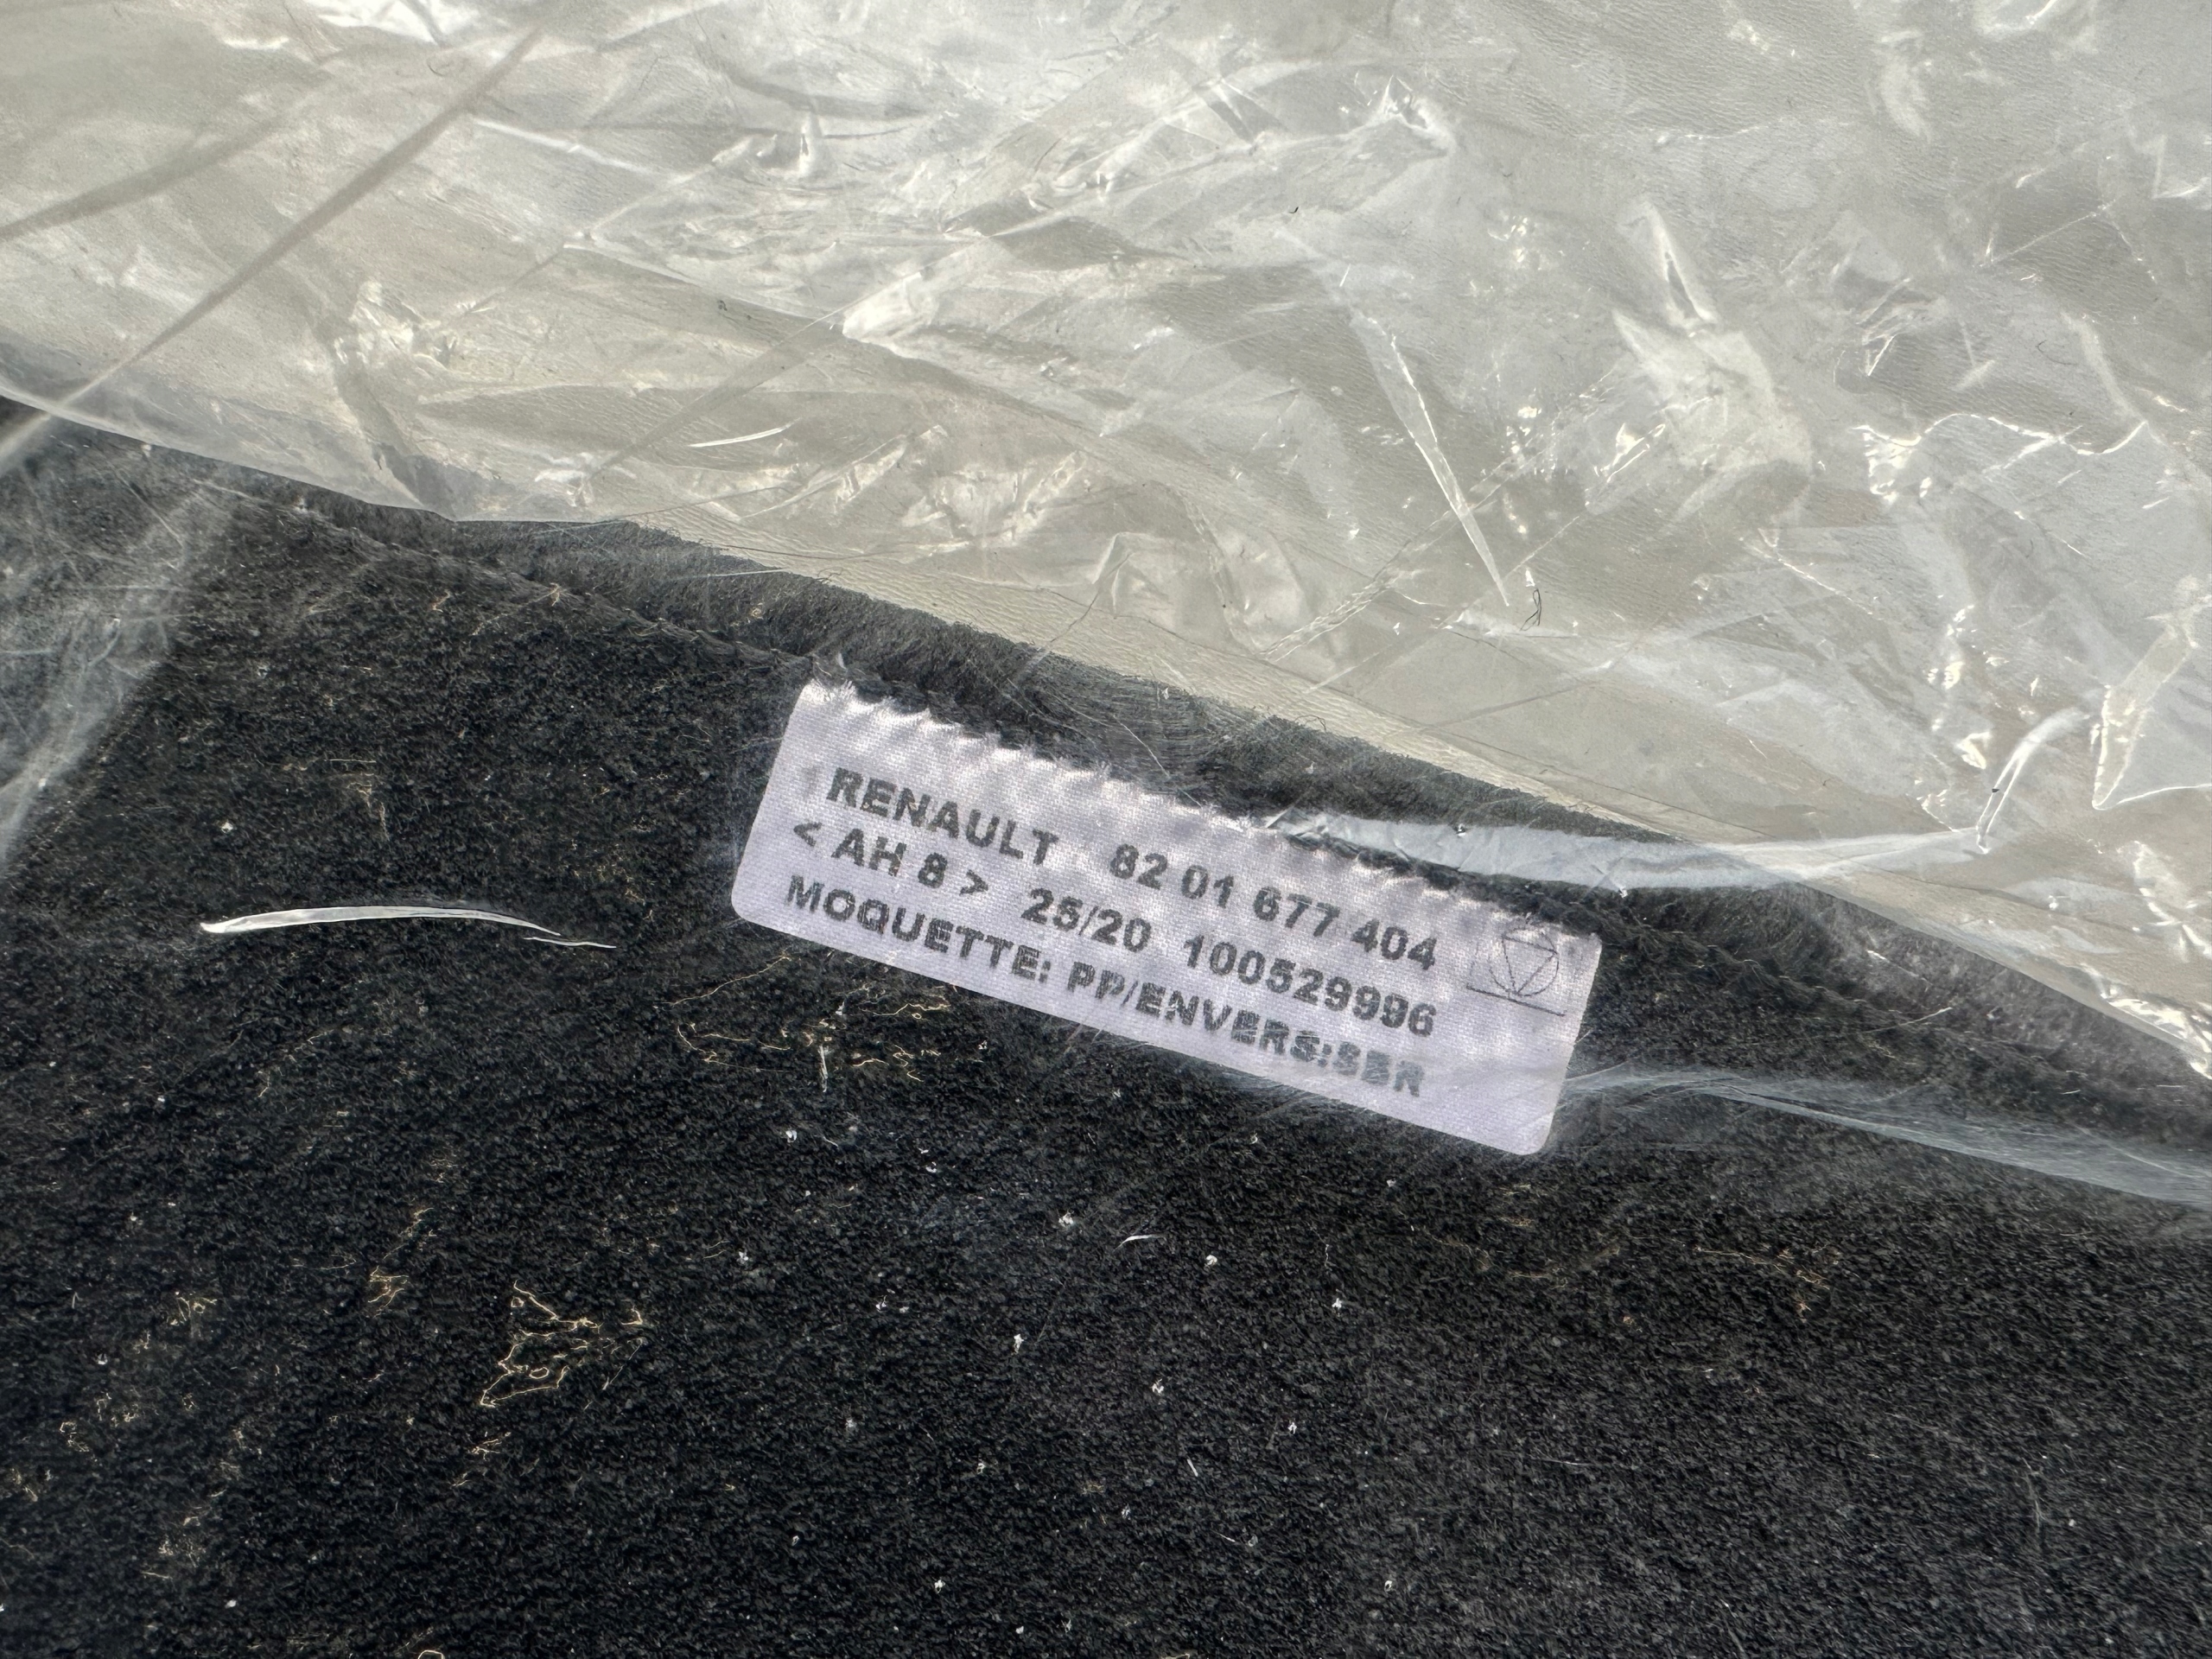 RENAULT 82 01 677 404
< AH 8 > 25/20 100529996
MOQUETTE: PP/ENVERS:SBR